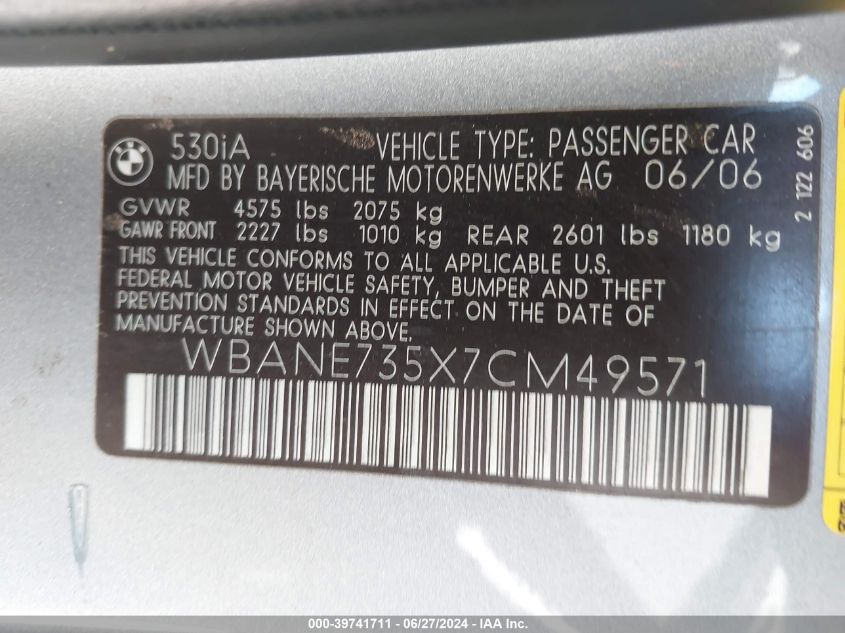 530iA VEHICLE TYPE: PASSENGER CAR
MFD BY BAYERISCHE MOTORENWERKE AG 06/06
GVWR 4575 lbs 2075 kg
GAWR FRONT 2227 lbs 1010 kg REAR 2601 lbs 1180 kg
THIS VEHICLE CONFORMS TO ALL APPLICABLE U.S.
FEDERAL MOTOR VEHICLE SAFETY, BUMPER AND THEFT
PREVENTION STANDARDS IN EFFECT ON THE DATE OF
MANUFACTURE SHOWN ABOVE.
WBANE735X7CM49571
2 122 606
000-39741711 - 06/27/2024 - IAA Inc.